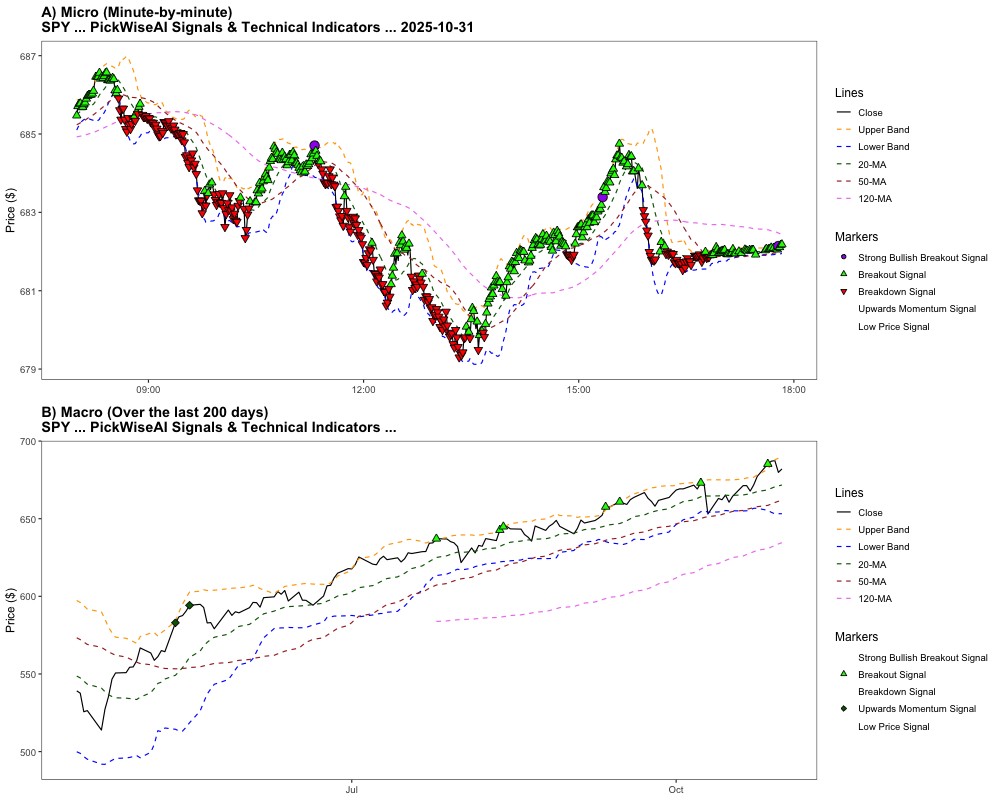 A) Micro (Minute-by-minute)
SPY ... PickWiseAI Signals & Technical Indicators ... 2025-10-31
687
685
683
681
679
Price ($)
09:00
12:00
15:00
18:00
Lines
Close
Upper Band
Lower Band
20-MA
50-MA
120-MA
Markers
Strong Bullish Breakout Signal
Breakout Signal
Breakdown Signal
Upwards Momentum Signal
Low Price Signal
B) Macro (Over the last 200 days)
SPY ... PickWiseAI Signals & Technical Indicators ...
700
650
600
550
500
Price ($)
Jul
Oct
Lines
Close
Upper Band
Lower Band
20-MA
50-MA
120-MA
Markers
Strong Bullish Breakout Signal
Breakout Signal
Breakdown Signal
Upwards Momentum Signal
Low Price Signal